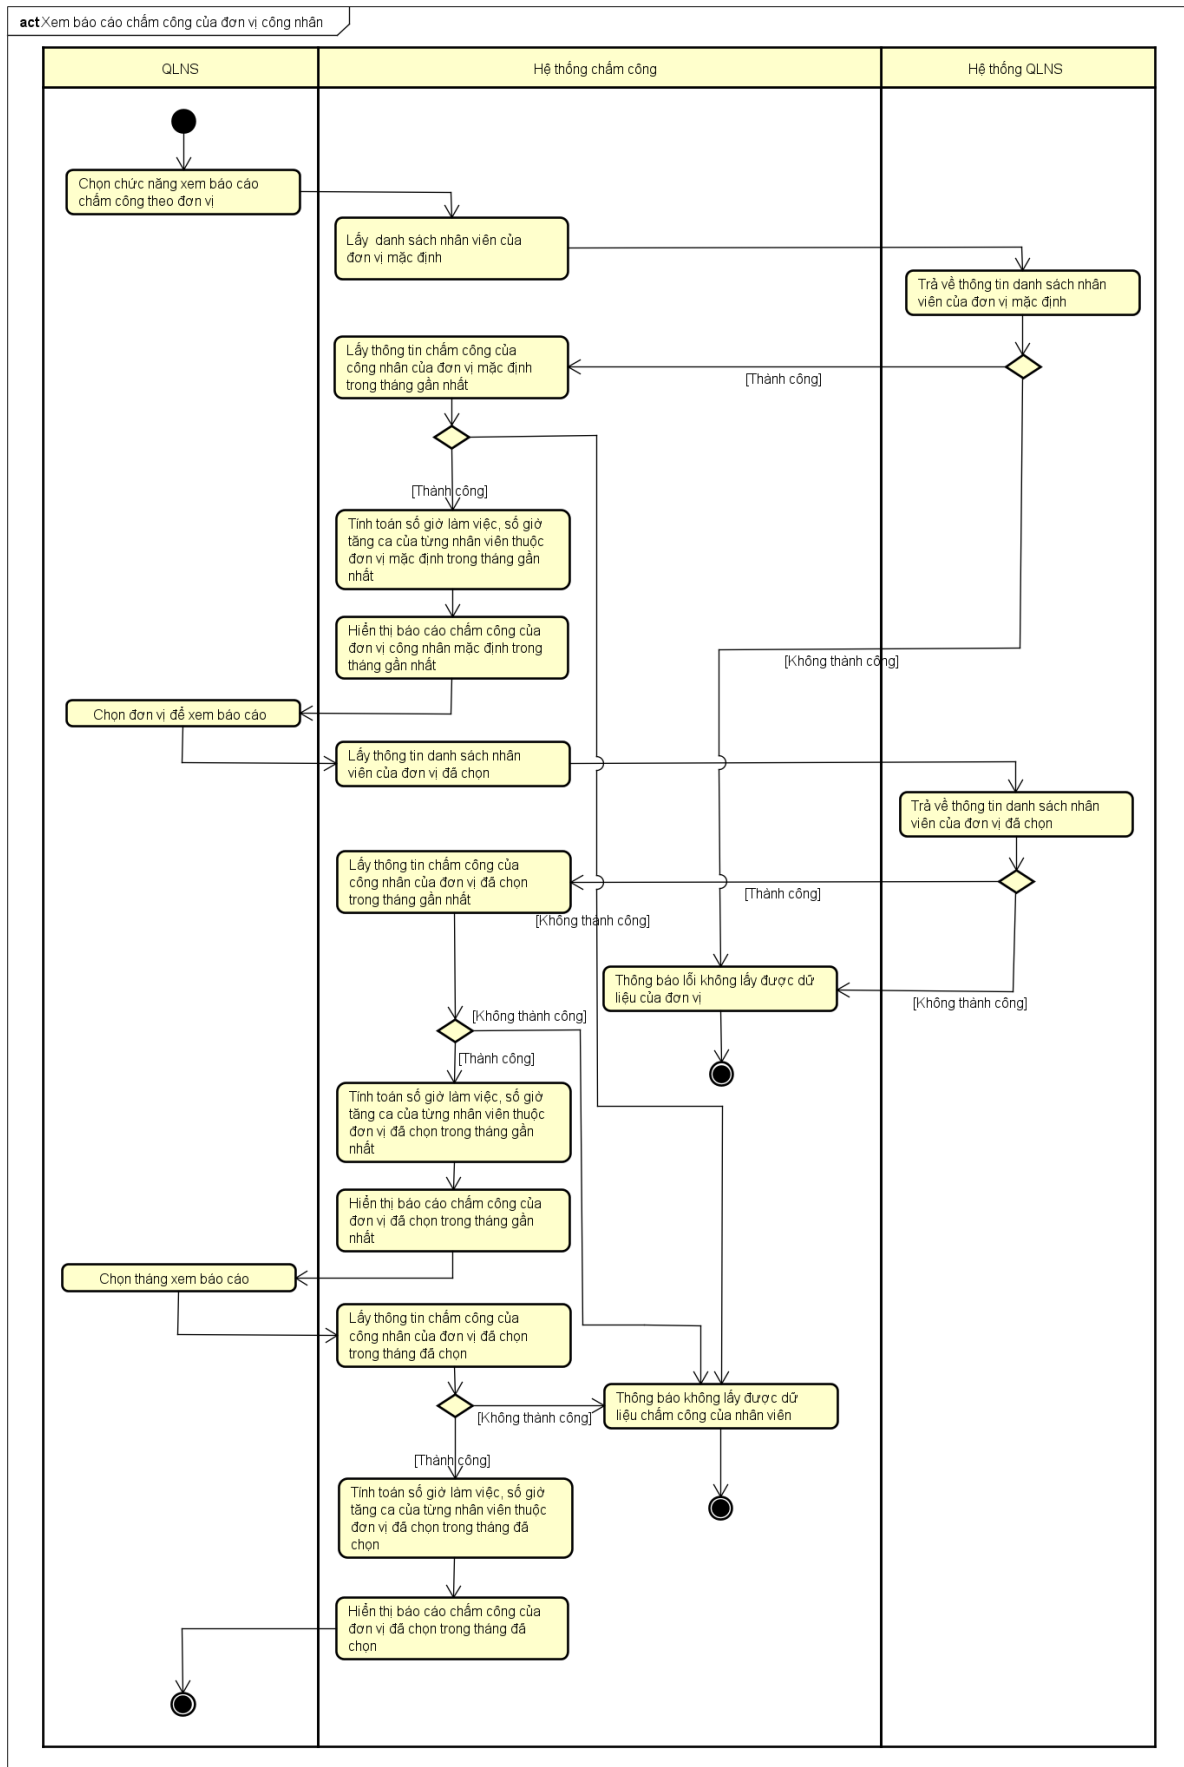 act Xem báo cáo chấm công của đơn vị công nhân
QLNS
Hệ thống chấm công
Hệ thống QLNS
Chọn chức năng xem báo cáo
chấm công theo đơn vị
Lấy danh sách nhân viên của
đơn vị mặc định
Trả về thông tin danh sách nhân
viên của đơn vị mặc định
Lấy thông tin chấm công của
công nhân của đơn vị mặc định
trong tháng gần nhất
[Thành công]
[Thành công]
Tính toán số giờ làm việc, số giờ
tăng ca của từng nhân viên thuộc
đơn vị mặc định trong tháng gần
nhất
Hiển thị báo cáo chấm công của
đơn vị công nhân mặc định trong
tháng gần nhất
[Không thành công]
Chọn đơn vị để xem báo cáo
Lấy thông tin danh sách nhân
viên của đơn vị đã chọn
Trả về thông tin danh sách nhân
viên của đơn vị đã chọn
Lấy thông tin chấm công của
công nhân của đơn vị đã chọn
trong tháng gần nhất
[Thành công]
[Không thành công]
Thông báo lỗi không lấy được dữ
liệu của đơn vị
[Không thành công]
[Không thành công]
[Thành công]
Tính toán số giờ làm việc, số giờ
tăng ca của từng nhân viên thuộc
đơn vị đã chọn trong tháng gần
nhất
Hiển thị báo cáo chấm công của
đơn vị đã chọn trong tháng gần
nhất
Chọn tháng xem báo cáo
Lấy thông tin chấm công của
công nhân của đơn vị đã chọn
trong tháng đã chọn
Thông báo không lấy được dữ
liệu chấm công của nhân viên
[Không thành công]
[Thành công]
Tính toán số giờ làm việc, số giờ
tăng ca của từng nhân viên thuộc
đơn vị đã chọn trong tháng đã
chọn
Hiển thị báo cáo chấm công của
đơn vị đã chọn trong tháng đã
chọn